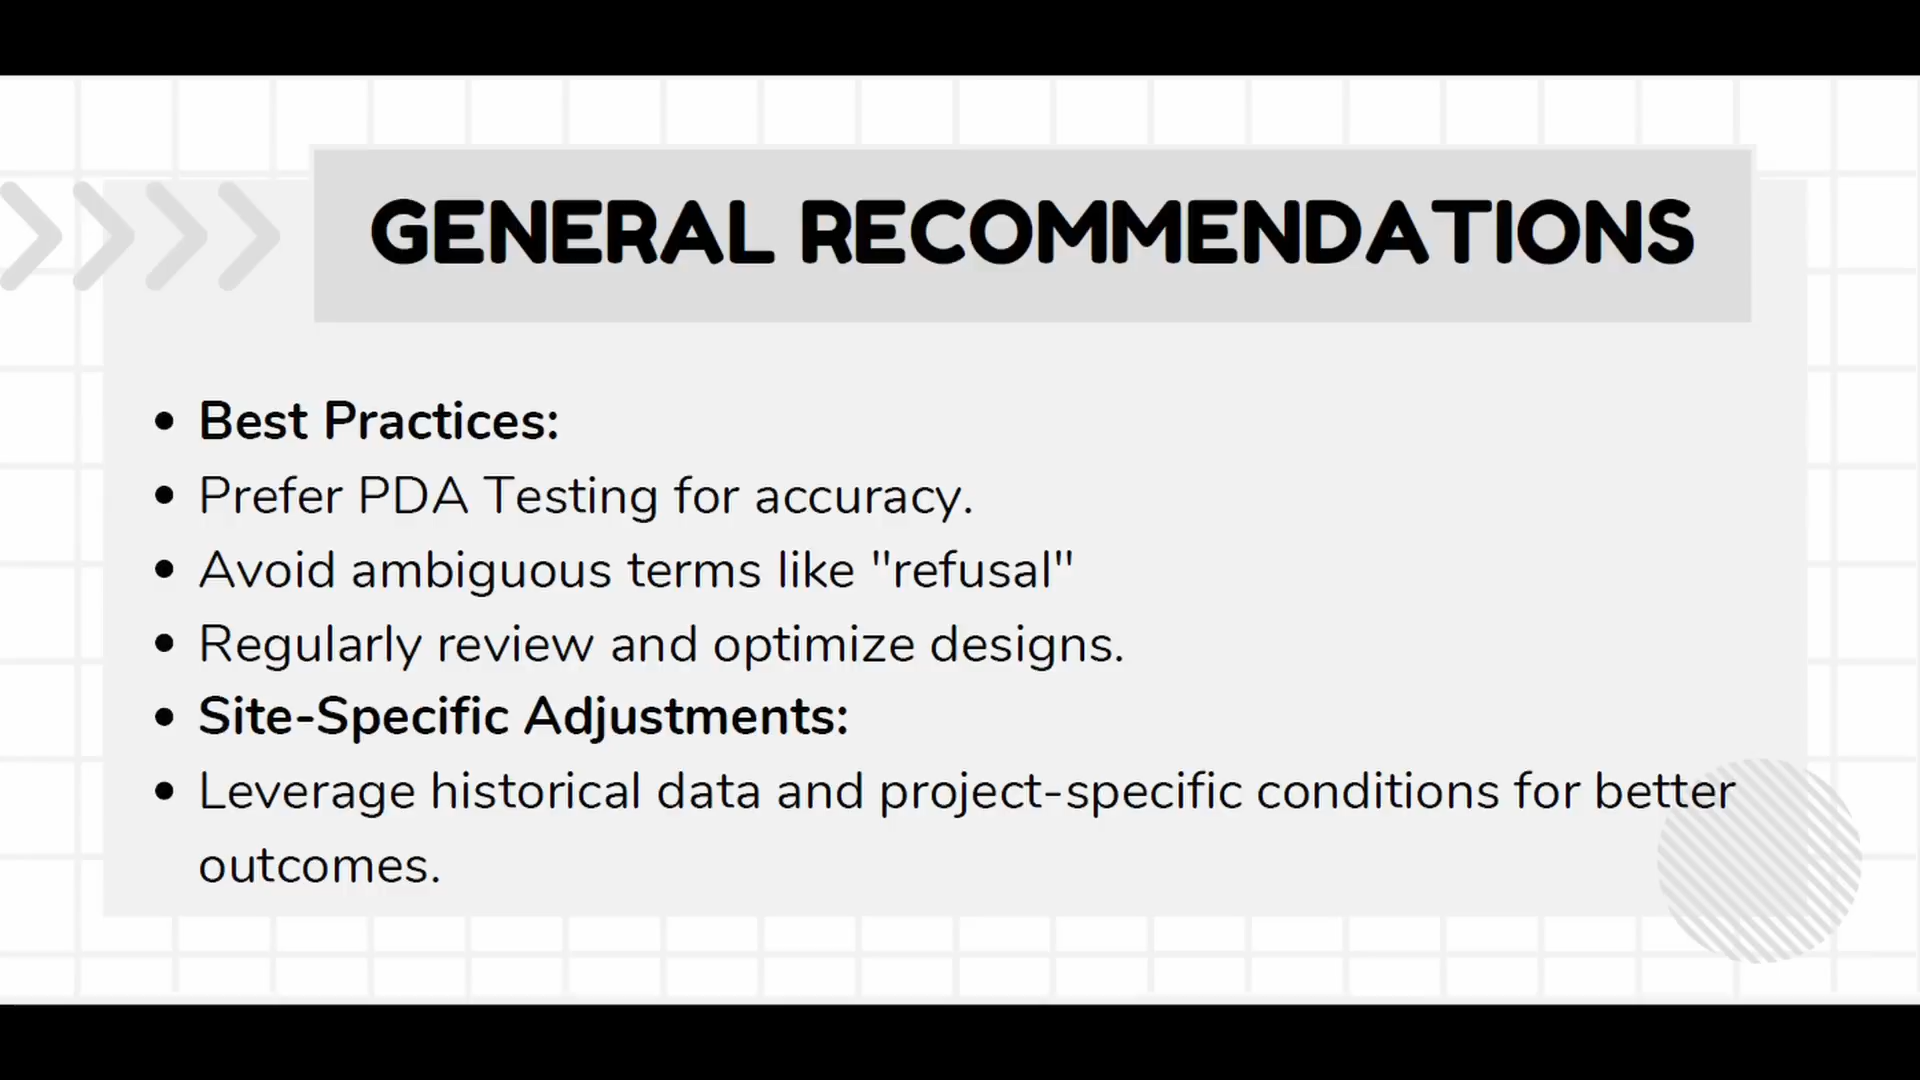 GENERAL RECOMMENDATIONS
• Best Practices:
• Prefer PDA Testing for accuracy.
• Avoid ambiguous terms like "refusal"
• Regularly review and optimize designs.
• Site-Specific Adjustments:
• Leverage historical data and project-specific conditions for better
outcomes.